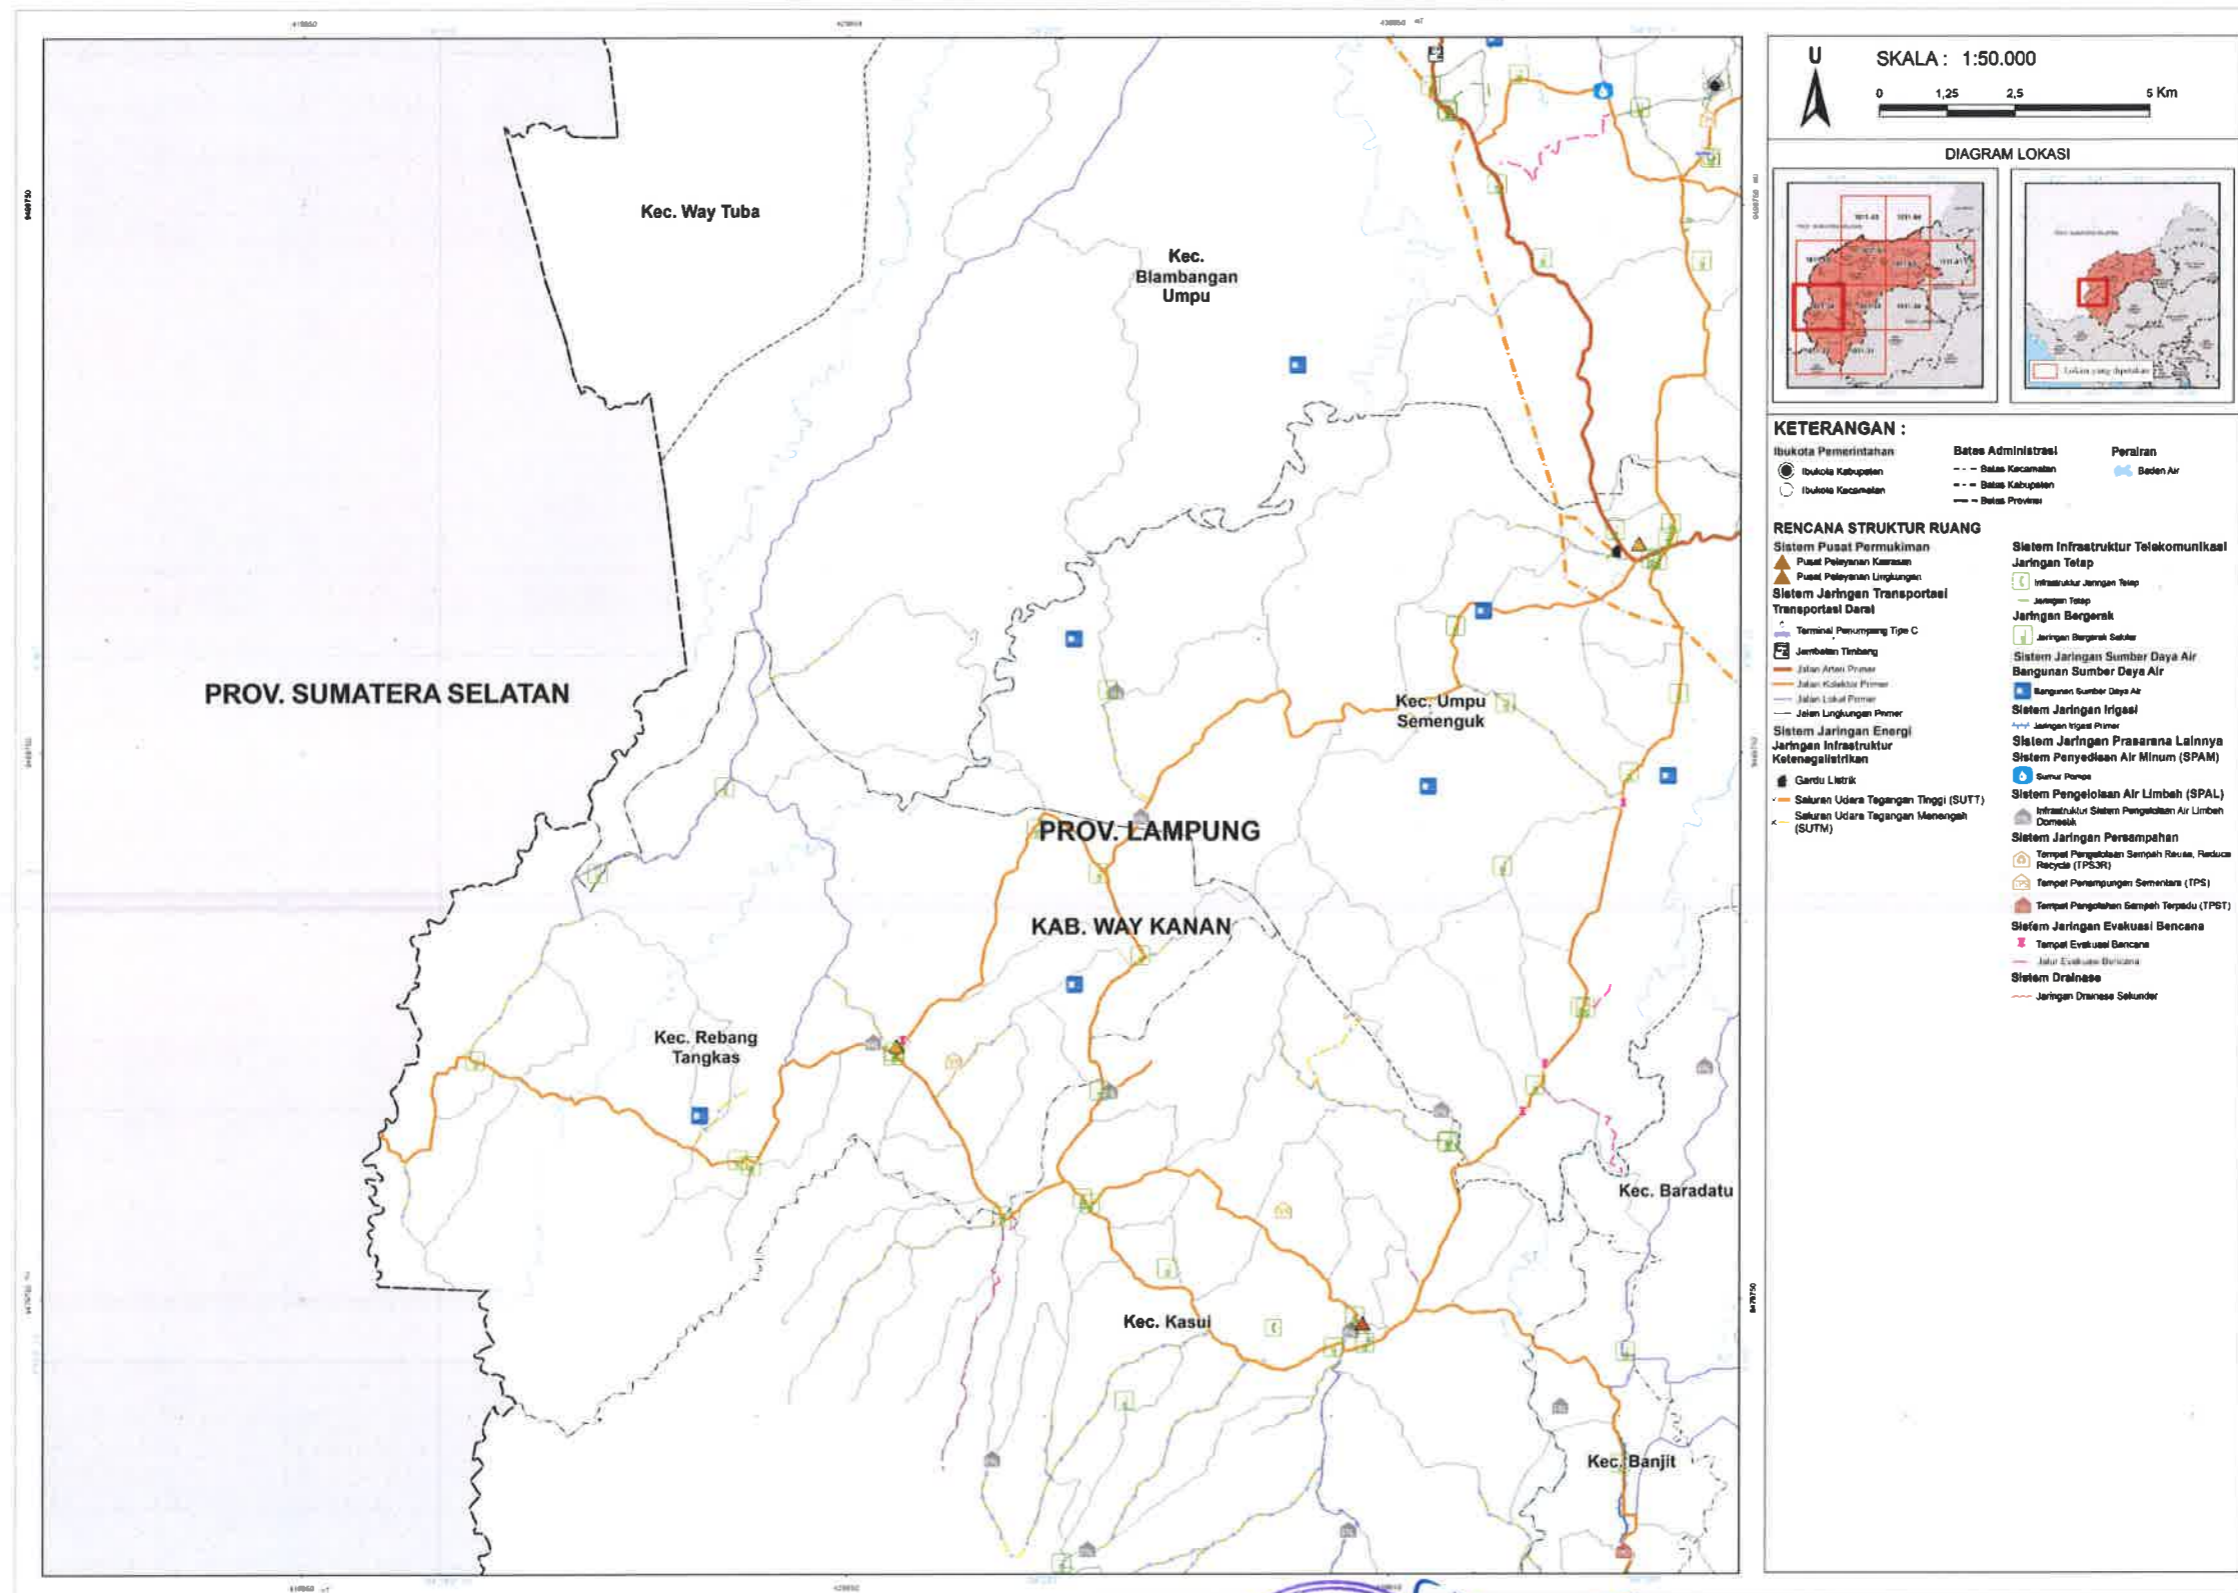 Kec. Way Tuba
Kec.
Blambangan
Umpu
PROV. SUMATERA SELATAN
Kec. Umpu
Semenguk
PROV. LAMPUNG
KAB. WAY KANAN
Kec. Rebang
Tangkas
Kec. Baradatu
Kec. Kasui
Kec. Banjit
U
SKALA : 1:50.000
0 1,25 2,5 5 Km
DIAGRAM LOKASI
Lokasi yang dipetakan
KETERANGAN :
Ibukota Pemerintahan
Ibukota Kabupaten
Ibukota Kecamatan
Batas Administrasi
Batas Kecamatan
Batas Kabupaten
Batas Provinsi
Perairan
Badan Air
RENCANA STRUKTUR RUANG
Sistem Pusat Permukiman
Pusat Pelayanan Kawasan
Pusat Pelayanan Lingkungan
Sistem Jaringan Transportasi
Transportasi Darat
Terminal Penumpang Tipe C
Jembatan Timbang
Jalan Arteri Primer
Jalan Kolektor Primer
Jalan Lokal Primer
Jalan Lingkungan Primer
Sistem Jaringan Energi
Jaringan Infrastruktur
Ketenagalistrikan
Gardu Listrik
Saluran Udara Tegangan Tinggi (SUTT)
Saluran Udara Tegangan Menengah
(SUTM)
Sistem Infrastruktur Telekomunikasi
Jaringan Tetap
Infrastruktur Jaringan Tetap
Jaringan Tetap
Jaringan Bergerak
Jaringan Bergerak Seluler
Sistem Jaringan Sumber Daya Air
Bangunan Sumber Daya Air
Bangunan Sumber Daya Air
Sistem Jaringan Irigasi
Jaringan Irigasi Primer
Sistem Jaringan Prasarana Lainnya
Sistem Penyediaan Air Minum (SPAM)
Sumur Pompa
Sistem Pengelolaan Air Limbah (SPAL)
Infrastruktur Sistem Pengelolaan Air Limbah
Domestik
Sistem Jaringan Persampahan
Tempat Pengelolaan Sampah Reuse, Reduce
Recycle (TPS3R)
Tempat Penampungan Sementara (TPS)
Tempat Pengolahan Sampah Terpadu (TPST)
Sistem Jaringan Evakuasi Bencana
Tempat Evakuasi Bencana
Jalur Evakuasi Bencana
Sistem Drainase
Jaringan Drainase Sekunder